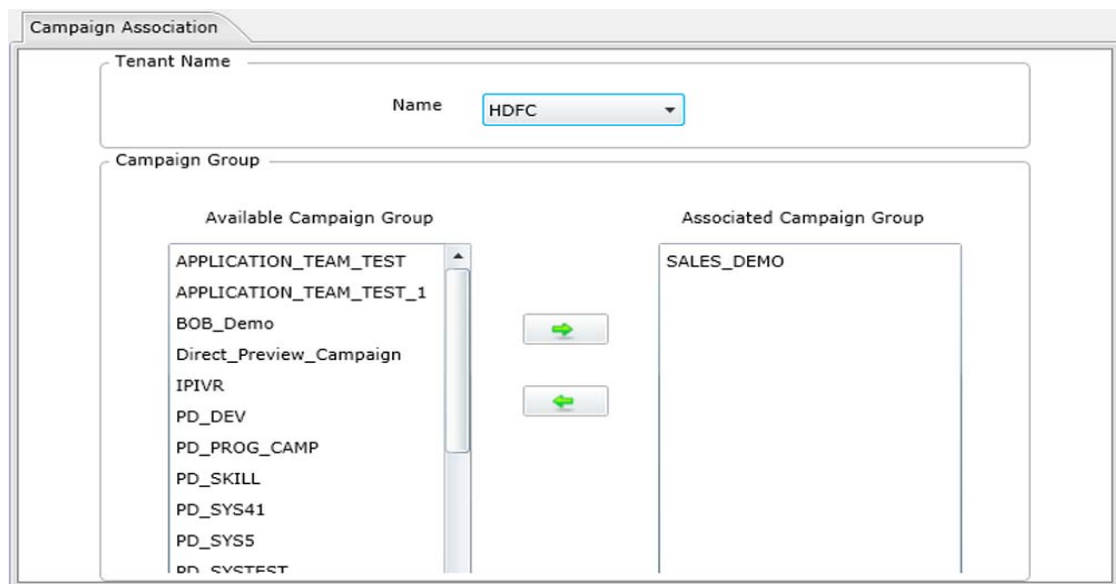 Campaign Association
Tenant Name
Name HDFC
Campaign Group
Available Campaign Group
APPLICATION_TEAM_TEST
APPLICATION_TEAM_TEST_1
BOB_Demo
Direct_Preview_Campaign
IPIVR
PD_DEV
PD_PROG_CAMP
PD_SKILL
PD_SYS41
PD_SYS5
PD_SYSTEST
Associated Campaign Group
SALES_DEMO